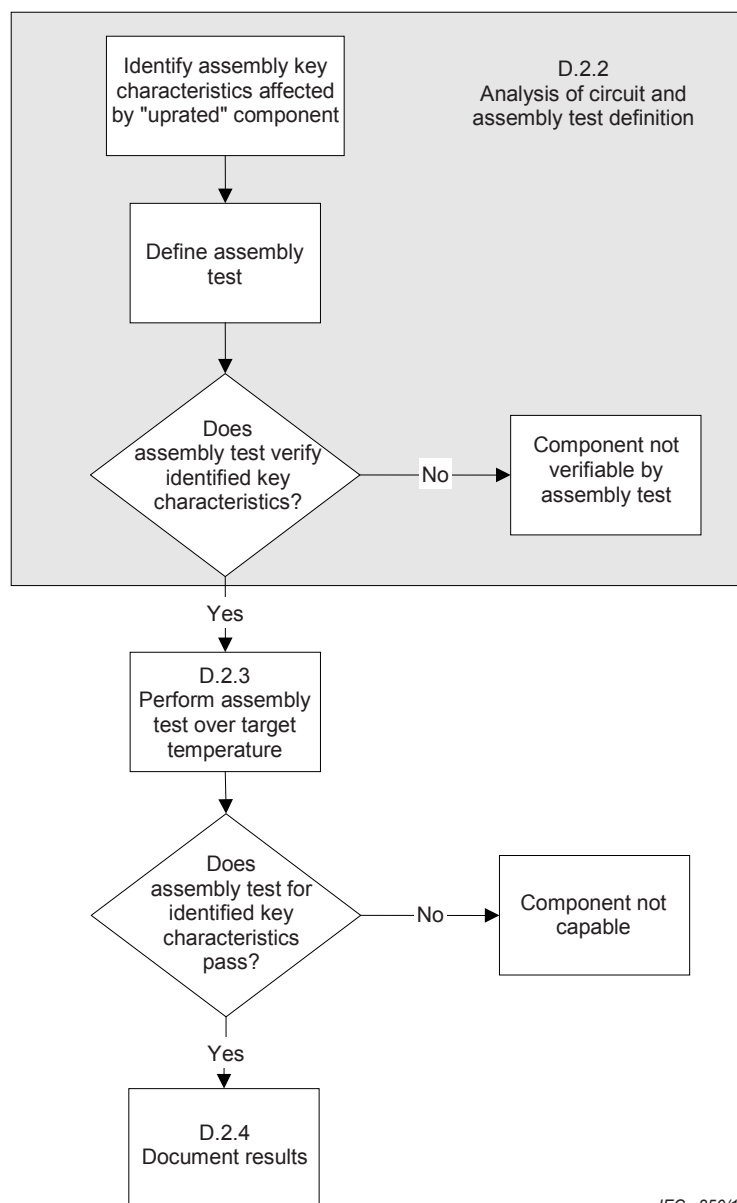 Identify assembly key
characteristics affected
by "uprated" component
D.2.2
Analysis of circuit and
assembly test definition
Define assembly
test
Does
assembly test verify
identified key
characteristics?
No
Component not
verifiable by
assembly test
Yes
D.2.3
Perform assembly
test over target
temperature
Does
assembly test for
identified key
characteristics
pass?
No
Component not
capable
Yes
D.2.4
Document results
IEC